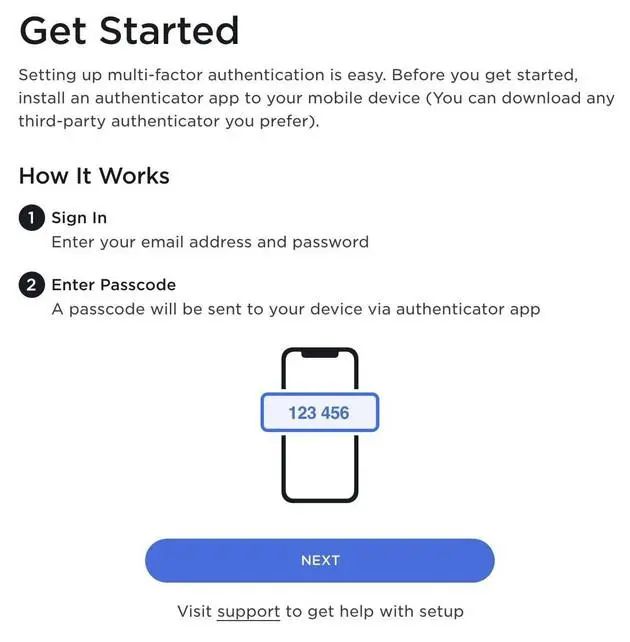 Get Started
Setting up multi-factor authentication is easy. Before you get started,
install an authenticator app to your mobile device (You can download any
third-party authenticator you prefer).
How It Works
1 Sign In
Enter your email address and password
2 Enter Passcode
A passcode will be sent to your device via authenticator app
123 456
NEXT
Visit support to get help with setup